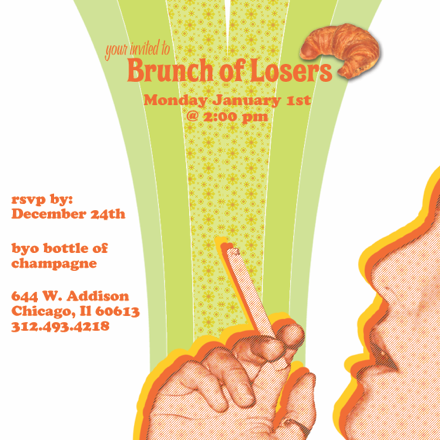 your invited to
Brunch of Losers
Monday January 1st
@ 2:00 pm
rsvp by:
December 24th
byo bottle of
champagne
644 W. Addison
Chicago, Il 60613
312.493.4218